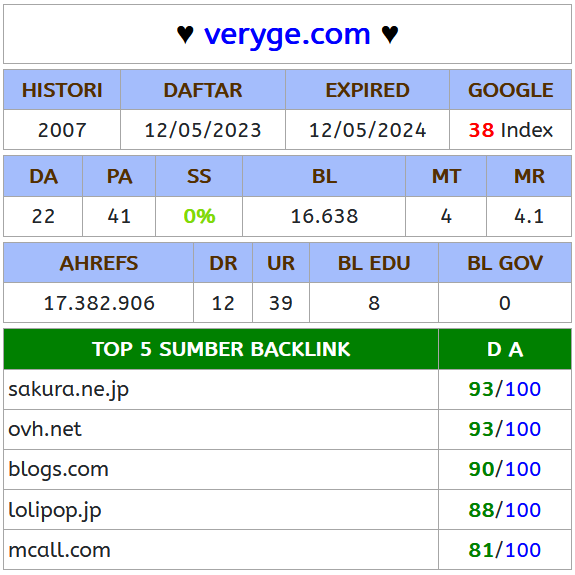 ♥ veryge.com ♥
HISTORI DAFTAR EXPIRED GOOGLE
2007 12/05/2023 12/05/2024 38 Index
DA PA SS BL MT MR
22 41 0% 16.638 4 4.1
AHREFS DR UR BL EDU BL GOV
17.382.906 12 39 8 0
TOP 5 SUMBER BACKLINK D A
sakura.ne.jp 93/100
ovh.net 93/100
blogs.com 90/100
lolipop.jp 88/100
mcall.com 81/100